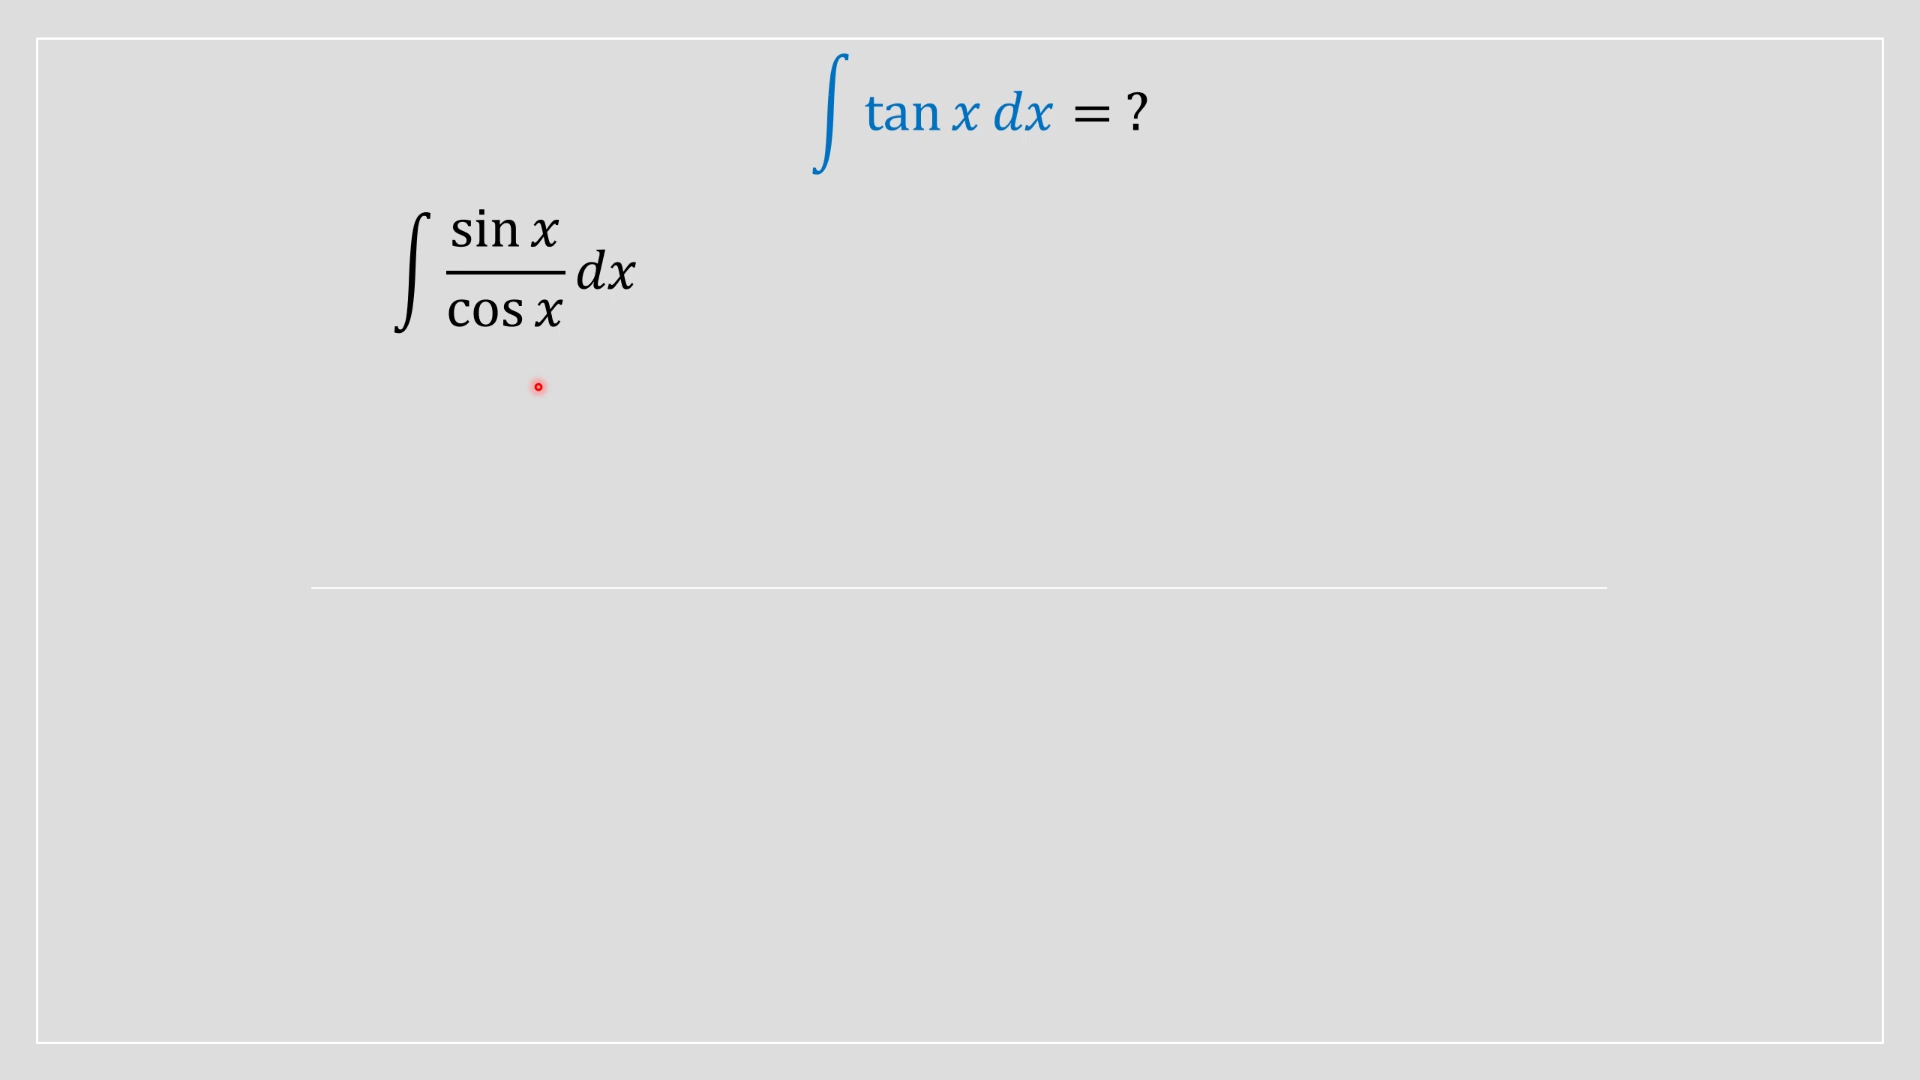 ∫ tan x dx = ?
∫ sin x / cos x dx